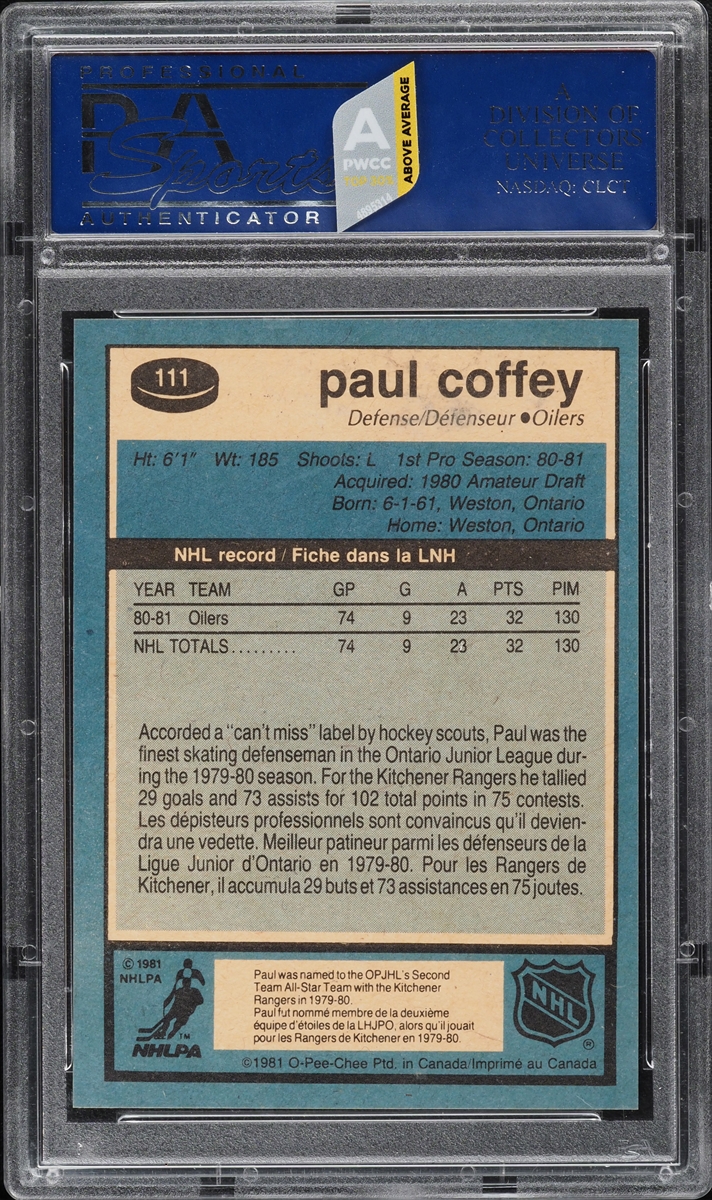 PROFESSIONAL
PSA
Sports
AUTHENTICATOR
A
PWCC
TOP 30%
ABOVE AVERAGE
A
DIVISION OF
COLLECTORS
UNIVERSE
NASDAQ: CLCT
111
paul coffey
Defense/Défenseur ●Oilers
Ht: 6'1" Wt: 185 Shoots: L 1st Pro Season: 80-81
Acquired: 1980 Amateur Draft
Born: 6-1-61, Weston, Ontario
Home: Weston, Ontario
NHL record / Fiche dans la LNH
YEAR TEAM GP G A PTS PIM
80-81 Oilers 74 9 23 32 130
NHL TOTALS......... 74 9 23 32 130
Accorded a "can't miss" label by hockey scouts, Paul was the
finest skating defenseman in the Ontario Junior League dur-
ing the 1979-80 season. For the Kitchener Rangers he tallied
29 goals and 73 assists for 102 total points in 75 contests.
Les dépisteurs professionnels sont convaincus qu'il devien-
dra une vedette. Meilleur patineur parmi les défenseurs de la
Ligue Junior d'Ontario en 1979-80. Pour les Rangers de
Kitchener, il accumula 29 buts et 73 assistances en 75 joutes.
© 1981
NHLPA
TM
NHLPA
Paul was named to the OPJHL's Second
Team All-Star Team with the Kitchener
Rangers in 1979-80.
Paul fut nommé membre de la deuxième
équipe d'étoiles de la LHJPO, alors qu'il jouait
pour les Rangers de Kitchener en 1979-80.
NHL
®
©1981 O-Pee-Chee Ptd. in Canada/Imprimé au Canada